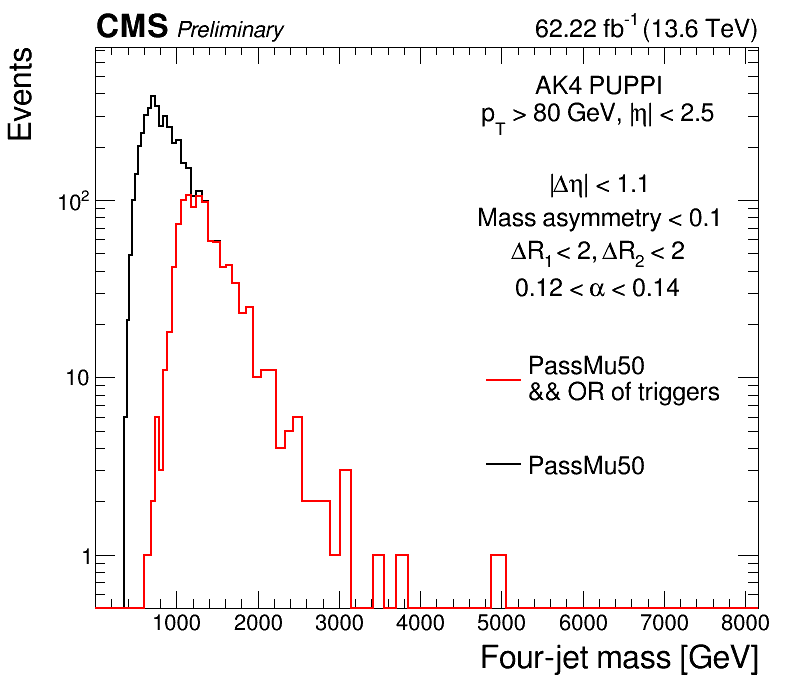 CMS Preliminary 62.22 fb⁻¹ (13.6 TeV)
Events
AK4 PUPPI
p_T > 80 GeV, |η| < 2.5
|Δη| < 1.1
Mass asymmetry < 0.1
ΔR₁ < 2, ΔR₂ < 2
0.12 < α < 0.14
PassMu50
&& OR of triggers
PassMu50
10²
10
1
1000 2000 3000 4000 5000 6000 7000 8000
Four-jet mass [GeV]